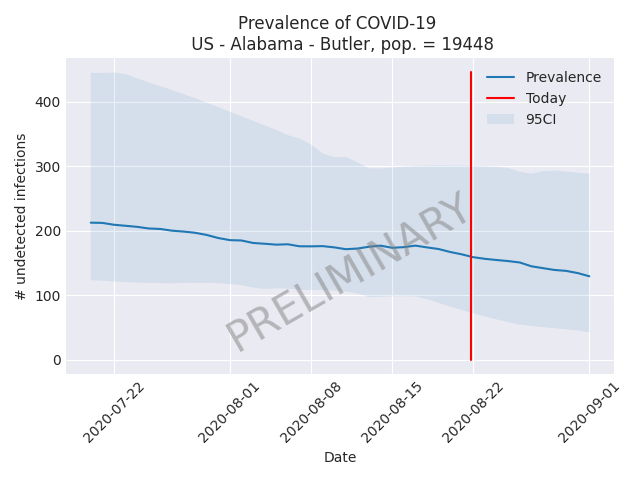 Prevalence of COVID-19
US - Alabama - Butler, pop. = 19448
# undetected infections
400
300
200
100
0
Prevalence
Today
95CI
PRELIMINARY
2020-07-22
2020-08-01
2020-08-08
2020-08-15
2020-08-22
2020-09-01
Date